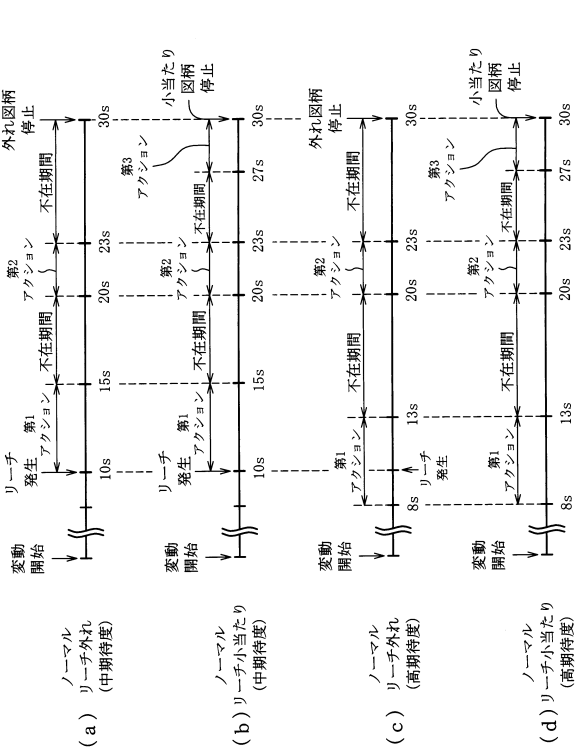 (a)
ノーマル
リーチ外れ
(中期待度)
変動
開始
リーチ
発生
10s
第1
アクション
15s
不在期間
20s
第2
アクション
23s
不在期間
外れ図柄
停止
30s
(b)
ノーマル
リーチ小当たり
(中期待度)
変動
開始
リーチ
発生
10s
第1
アクション
15s
不在期間
20s
第2
アクション
23s
不在期間
27s
第3
アクション
小当たり
図柄
停止
30s
(c)
ノーマル
リーチ外れ
(高期待度)
変動
開始
8s
第1
アクション
リーチ
発生
13s
不在期間
20s
第2
アクション
23s
不在期間
外れ図柄
停止
30s
(d)
ノーマル
リーチ小当たり
(高期待度)
変動
開始
8s
第1
アクション
13s
不在期間
20s
第2
アクション
23s
不在期間
27s
第3
アクション
小当たり
図柄
停止
30s